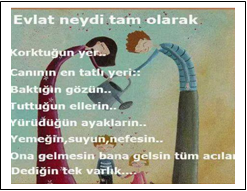 Evlat neydi tam olarak
Korktuğun yer..
Canının en tatlı yeri::
Baktığın gözün..
Tuttuğun ellerin..
Yürüdüğün ayakların..
Yemeğin,suyun,nefesin..
Ona gelmesin bana gelsin tüm acılar
Dediğin tek varlık,...